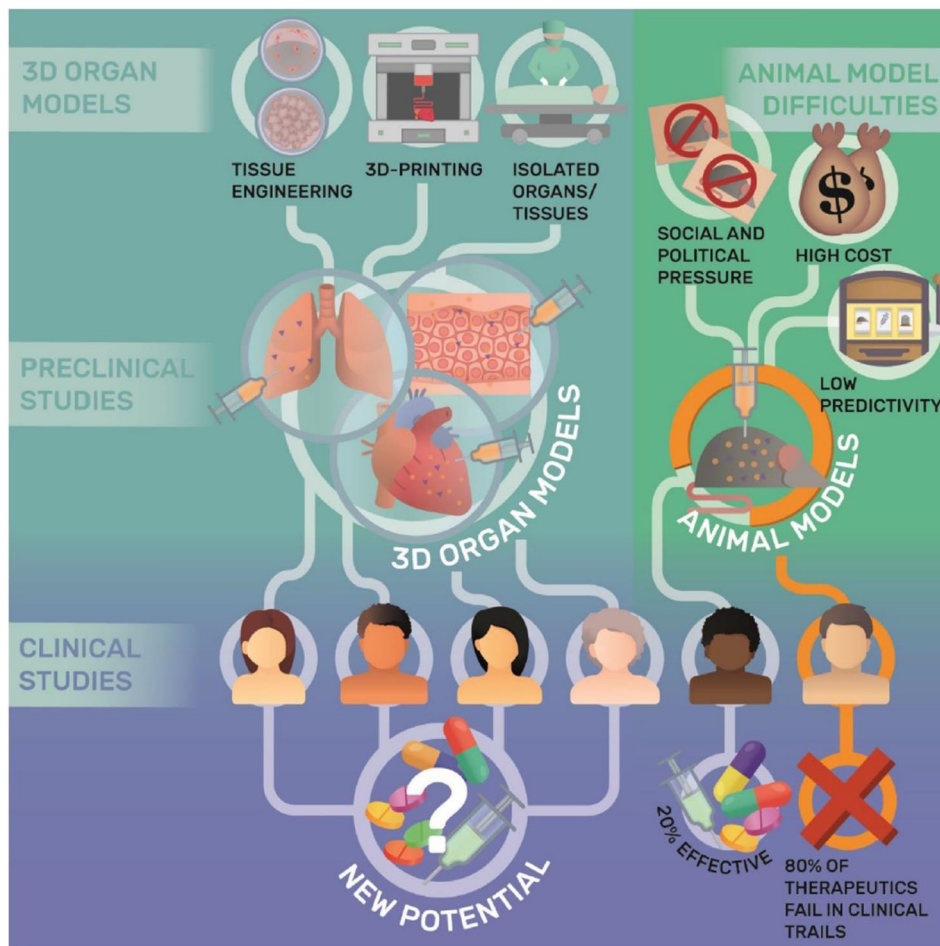 3D ORGAN
MODELS
TISSUE
ENGINEERING
3D-PRINTING
ISOLATED
ORGANS/
TISSUES
ANIMAL MODEL
DIFFICULTIES
SOCIAL AND
POLITICAL
PRESSURE
$
HIGH COST
LOW
PREDICTIVITY
PRECLINICAL
STUDIES
3D ORGAN MODELS
ANIMAL MODELS
CLINICAL
STUDIES
?
NEW POTENTIAL
20% EFFECTIVE
80% OF
THERAPEUTICS
FAIL IN CLINICAL
TRAILS